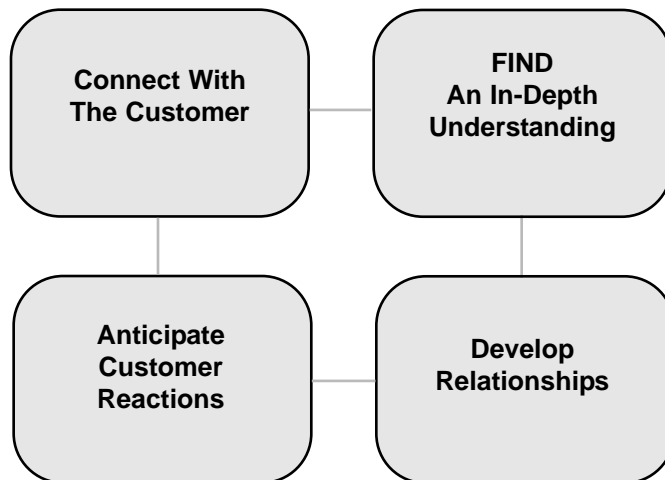 Connect With
The Customer
FIND
An In-Depth
Understanding
Anticipate
Customer
Reactions
Develop
Relationships